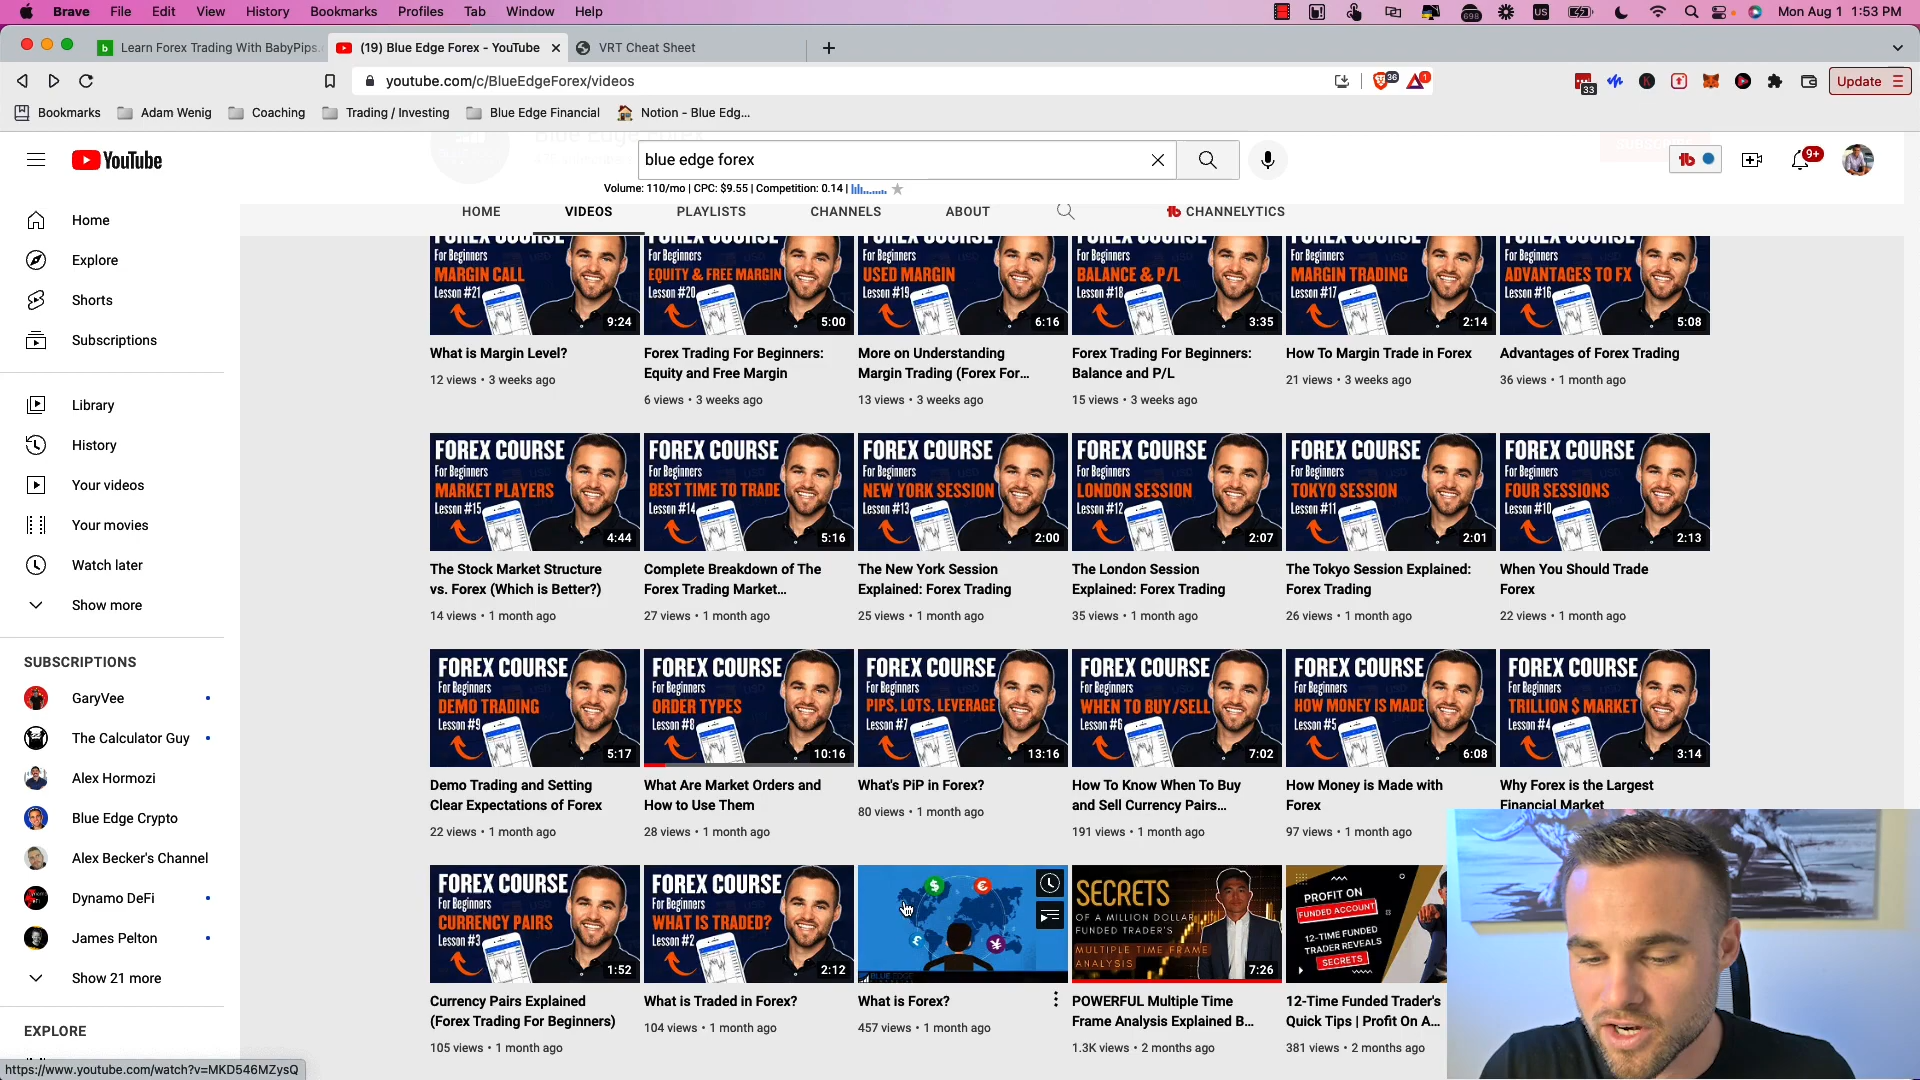 Brave File Edit View History Bookmarks Profiles Tab Window Help
698
US
Mon Aug 1 1:53 PM
Learn Forex Trading With BabyPips.
(19) Blue Edge Forex - YouTube
VRT Cheat Sheet
youtube.com/c/BlueEdgeForex/videos
36
1
33
Update
Bookmarks
Adam Wenig
Coaching
Trading / Investing
Blue Edge Financial
Notion - Blue Edg...
Blue Edge Forex
YouTube
blue edge forex
9+
Volume: 110/mo | CPC: $9.55 | Competition: 0.14 |
HOME
VIDEOS
PLAYLISTS
CHANNELS
ABOUT
CHANNELYTICS
Home
Explore
Shorts
Subscriptions
Library
History
Your videos
Your movies
Watch later
Show more
SUBSCRIPTIONS
GaryVee
The Calculator Guy
Alex Hormozi
Blue Edge Crypto
Alex Becker's Channel
Dynamo DeFi
James Pelton
Show 21 more
EXPLORE
https://www.youtube.com/watch?v=MKD546MZysQ
FOREX COURSE
For Beginners
MARGIN CALL
Lesson #21
9:24
What is Margin Level?
12 views • 3 weeks ago
FOREX COURSE
For Beginners
EQUITY & FREE MARGIN
Lesson #20
5:00
Forex Trading For Beginners:
Equity and Free Margin
6 views • 3 weeks ago
FOREX COURSE
For Beginners
USED MARGIN
Lesson #19
6:16
More on Understanding
Margin Trading (Forex For...
13 views • 3 weeks ago
FOREX COURSE
For Beginners
BALANCE & P/L
Lesson #18
3:35
Forex Trading For Beginners:
Balance and P/L
15 views • 3 weeks ago
FOREX COURSE
For Beginners
MARGIN TRADING
Lesson #17
2:14
How To Margin Trade in Forex
21 views • 3 weeks ago
FOREX COURSE
For Beginners
ADVANTAGES TO FX
Lesson #16
5:08
Advantages of Forex Trading
36 views • 1 month ago
FOREX COURSE
For Beginners
MARKET PLAYERS
Lesson #15
4:44
The Stock Market Structure
vs. Forex (Which is Better?)
14 views • 1 month ago
FOREX COURSE
For Beginners
BEST TIME TO TRADE
Lesson #14
5:16
Complete Breakdown of The
Forex Trading Market...
27 views • 1 month ago
FOREX COURSE
For Beginners
NEW YORK SESSION
Lesson #13
2:00
The New York Session
Explained: Forex Trading
25 views • 1 month ago
FOREX COURSE
For Beginners
LONDON SESSION
Lesson #12
2:07
The London Session
Explained: Forex Trading
35 views • 1 month ago
FOREX COURSE
For Beginners
TOKYO SESSION
Lesson #11
2:01
The Tokyo Session Explained:
Forex Trading
26 views • 1 month ago
FOREX COURSE
For Beginners
FOUR SESSIONS
Lesson #10
2:13
When You Should Trade
Forex
22 views • 1 month ago
FOREX COURSE
For Beginners
DEMO TRADING
Lesson #9
5:17
Demo Trading and Setting
Clear Expectations of Forex
22 views • 1 month ago
FOREX COURSE
For Beginners
ORDER TYPES
Lesson #8
10:16
What Are Market Orders and
How to Use Them
28 views • 1 month ago
FOREX COURSE
For Beginners
PIPS, LOTS, LEVERAGE
Lesson #7
13:16
What's PiP in Forex?
80 views • 1 month ago
FOREX COURSE
For Beginners
WHEN TO BUY/SELL
Lesson #6
7:02
How To Know When To Buy
and Sell Currency Pairs...
191 views • 1 month ago
FOREX COURSE
For Beginners
HOW MONEY IS MADE
Lesson #5
6:08
How Money is Made with
Forex
97 views • 1 month ago
FOREX COURSE
For Beginners
TRILLION $ MARKET
Lesson #4
3:14
Why Forex is the Largest
Financial Market
FOREX COURSE
For Beginners
CURRENCY PAIRS
Lesson #3
1:52
Currency Pairs Explained
(Forex Trading For Beginners)
105 views • 1 month ago
FOREX COURSE
For Beginners
WHAT IS TRADED?
Lesson #2
2:12
What is Traded in Forex?
104 views • 1 month ago
$ € £ ¥
BLUE EDGE
What is Forex?
457 views • 1 month ago
SECRETS
OF A MILLION DOLLAR
FUNDED TRADER'S
MULTIPLE TIME FRAME
ANALYSIS
7:26
POWERFUL Multiple Time
Frame Analysis Explained B...
1.3K views • 2 months ago
PROFIT ON
FUNDED ACCOUNT
12-TIME FUNDED
TRADER REVEALS
SECRETS
12-Time Funded Trader's
Quick Tips | Profit On A...
381 views • 2 months ago